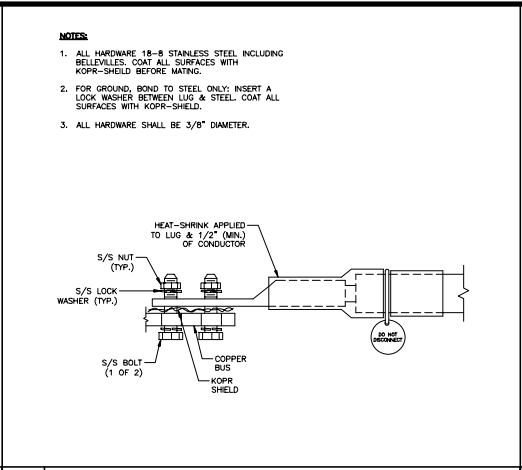 NOTES:
1. ALL HARDWARE 18-8 STAINLESS STEEL INCLUDING
BELLEVILLES. COAT ALL SURFACES WITH
KOPR-SHEILD BEFORE MATING.
2. FOR GROUND, BOND TO STEEL ONLY: INSERT A
LOCK WASHER BETWEEN LUG & STEEL. COAT ALL
SURFACES WITH KOPR-SHIELD.
3. ALL HARDWARE SHALL BE 3/8" DIAMETER.
HEAT-SHRINK APPLIED
TO LUG & 1/2" (MIN.)
OF CONDUCTOR
S/S NUT
(TYP.)
S/S LOCK
WASHER (TYP.)
DO NOT
DISCONNECT
S/S BOLT
(1 OF 2)
COPPER
BUS
KOPR
SHIELD